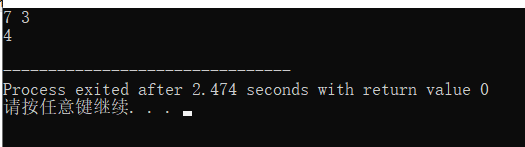 7 3
4
--------------------------------
Process exited after 2.474 seconds with return value 0
请按任意键继续. . .